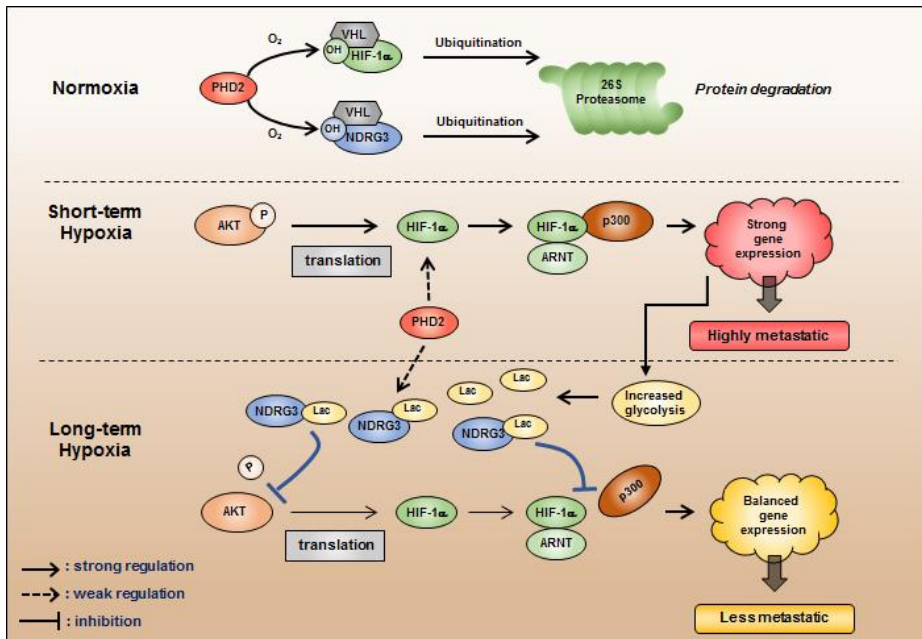 O₂
VHL
OH
HIF-1α
Ubiquitination
Normoxia
PHD2
26S
Proteasome
Protein degradation
O₂
VHL
OH
NDRG3
Ubiquitination
Short-term
Hypoxia
AKT
P
translation
HIF-1α
HIF-1α
p300
ARNT
Strong
gene
expression
PHD2
Highly metastatic
Long-term
Hypoxia
NDRG3
Lac
NDRG3
Lac
Lac
Lac
Lac
NDRG3
Lac
Increased
glycolysis
P
AKT
translation
HIF-1α
HIF-1α
ARNT
p300
Balanced
gene
expression
Less metastatic
: strong regulation
: weak regulation
: inhibition